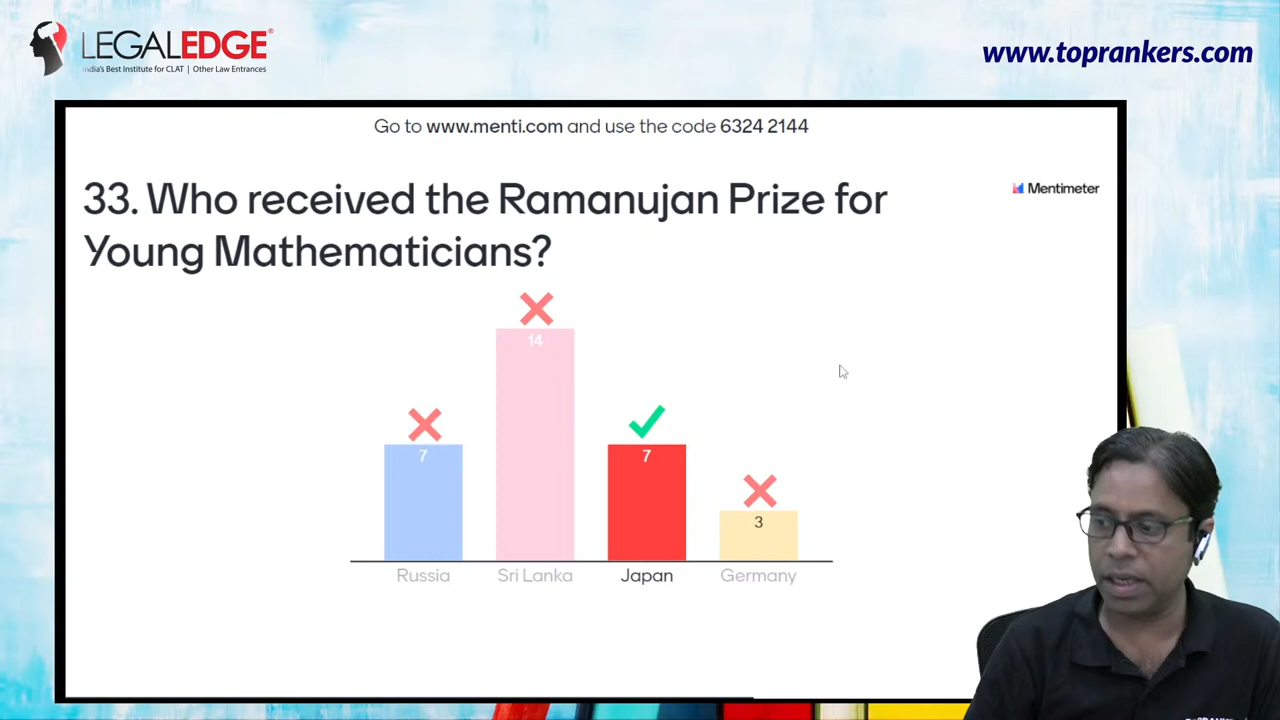 LEGALEDGE®
India's Best Institute for CLAT | Other Law Entrances
www.toprankers.com
Go to www.menti.com and use the code 6324 2144
33. Who received the Ramanujan Prize for
Young Mathematicians?
Mentimeter
14
7
7
3
Russia
Sri Lanka
Japan
Germany